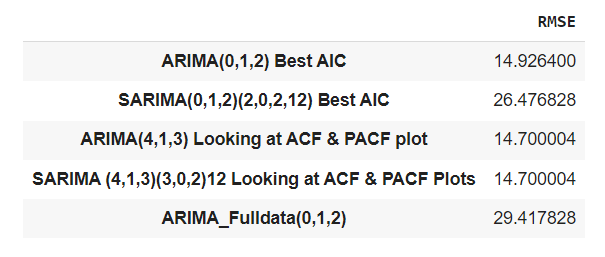 RMSE
ARIMA(0,1,2) Best AIC 14.926400
SARIMA(0,1,2)(2,0,2,12) Best AIC 26.476828
ARIMA(4,1,3) Looking at ACF & PACF plot 14.700004
SARIMA (4,1,3)(3,0,2)12 Looking at ACF & PACF Plots 14.700004
ARIMA_Fulldata(0,1,2) 29.417828